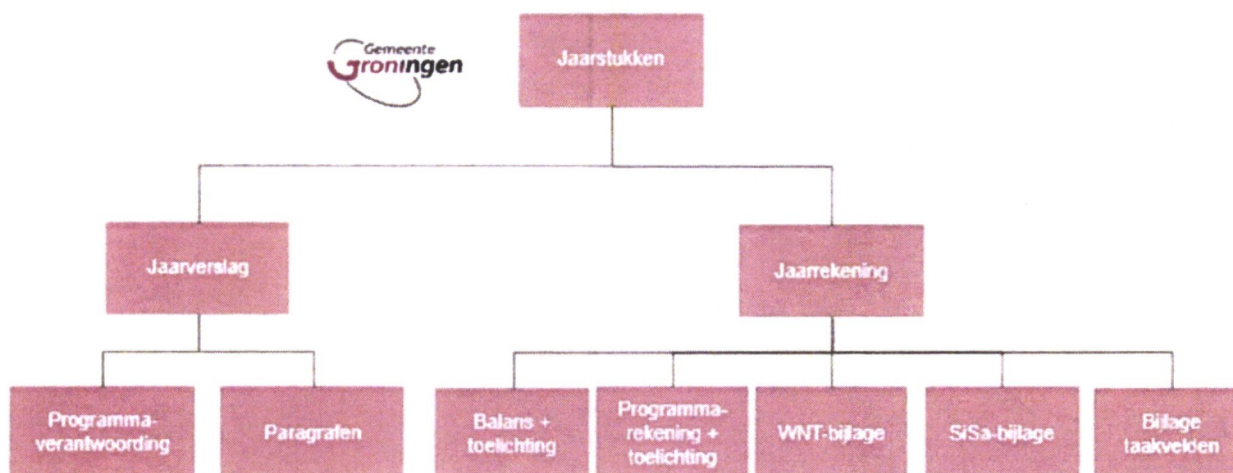 Gemeente
Groningen
Jaarstukken
Jaarverslag
Jaarrekening
Programma-
verantwoording
Paragrafen
Balans +
toelichting
Programma-
rekening +
toelichting
WNT-bijlage
SiSa-bijlage
Bijlage
taakvelden